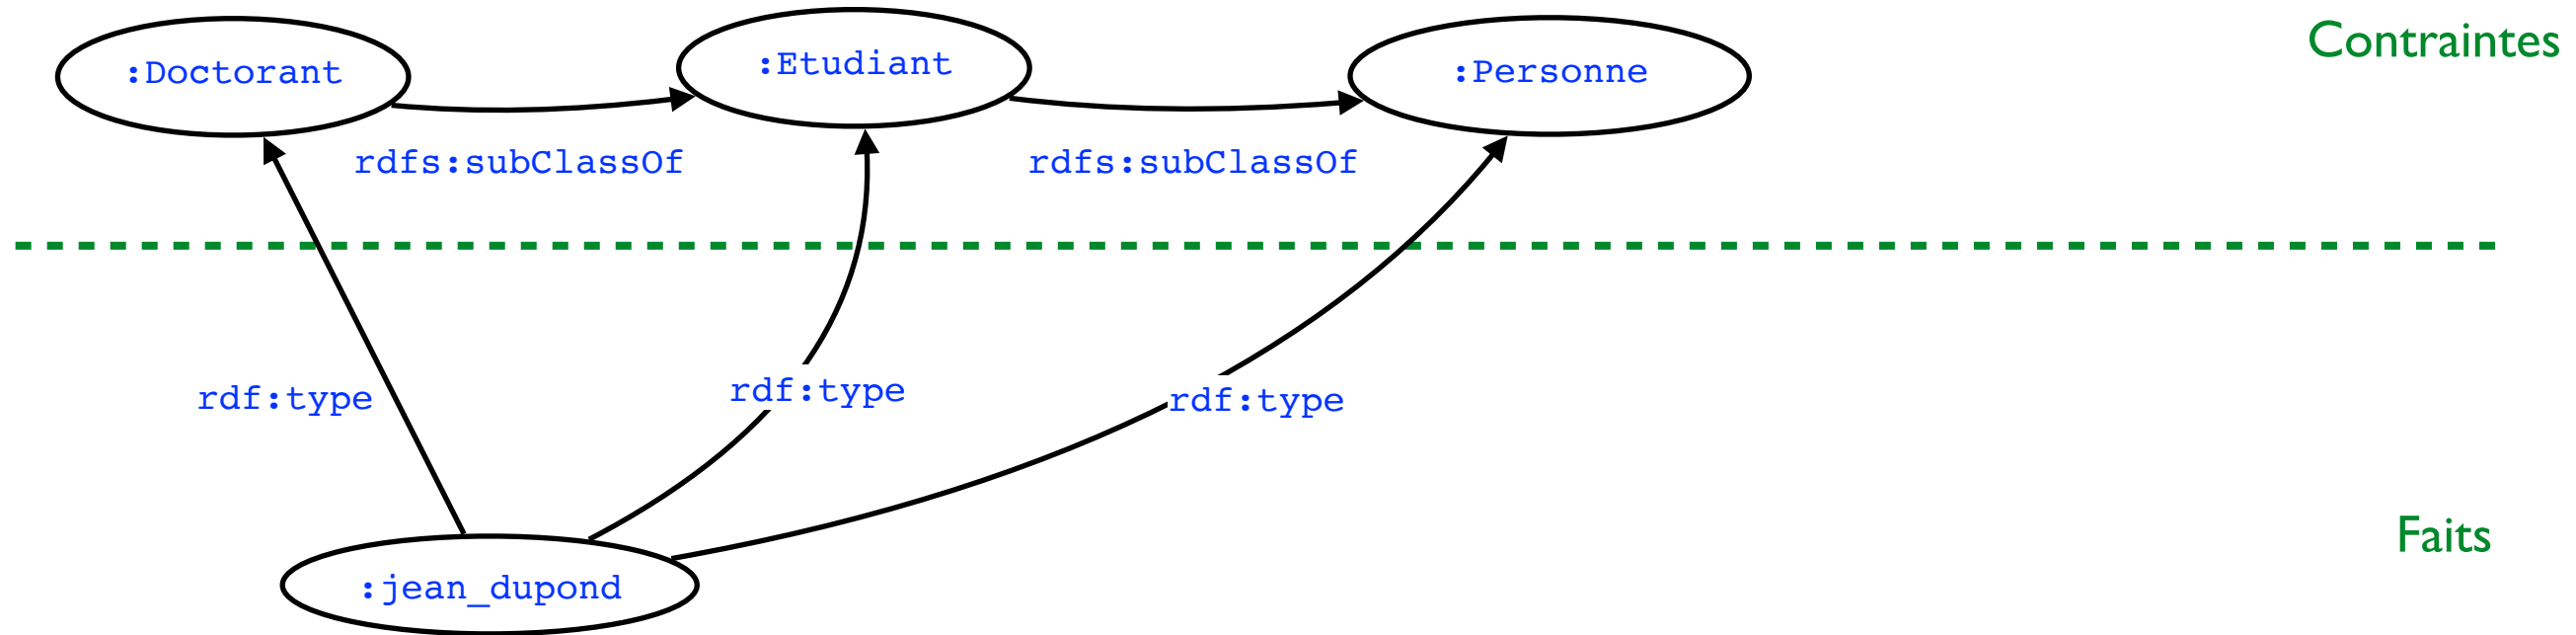 Contraintes
:Doctorant
:Etudiant
:Personne
rdfs:subClassOf
rdfs:subClassOf
rdf:type
rdf:type
rdf:type
Faits
:jean_dupond